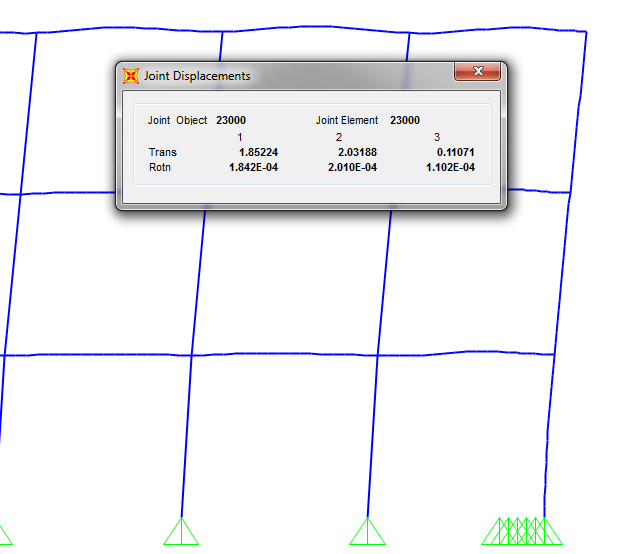 Joint Displacements
Joint Object 23000 Joint Element 23000
1 2 3
Trans 1.85224 2.03188 0.11071
Rotn 1.842E-04 2.010E-04 1.102E-04